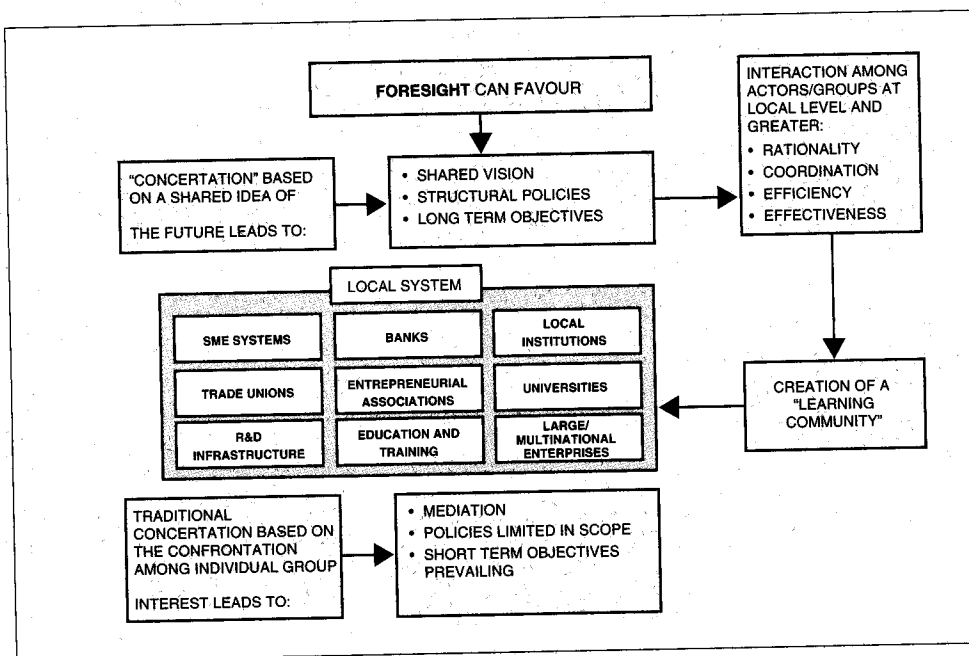 FORESIGHT CAN FAVOUR
"CONCERTATION" BASED
ON A SHARED IDEA OF
THE FUTURE LEADS TO:
• SHARED VISION
• STRUCTURAL POLICIES
• LONG TERM OBJECTIVES
INTERACTION AMONG
ACTORS/GROUPS AT
LOCAL LEVEL AND
GREATER:
• RATIONALITY
• COORDINATION
• EFFICIENCY
• EFFECTIVENESS
LOCAL SYSTEM
SME SYSTEMS
BANKS
LOCAL
INSTITUTIONS
TRADE UNIONS
ENTREPRENEURIAL
ASSOCIATIONS
UNIVERSITIES
R&D
INFRASTRUCTURE
EDUCATION AND
TRAINING
LARGE/
MULTINATIONAL
ENTERPRISES
CREATION OF A
"LEARNING
COMMUNITY"
TRADITIONAL
CONCERTATION BASED ON
THE CONFRONTATION
AMONG INDIVIDUAL GROUP
INTEREST LEADS TO:
• MEDIATION
• POLICIES LIMITED IN SCOPE
• SHORT TERM OBJECTIVES
PREVAILING